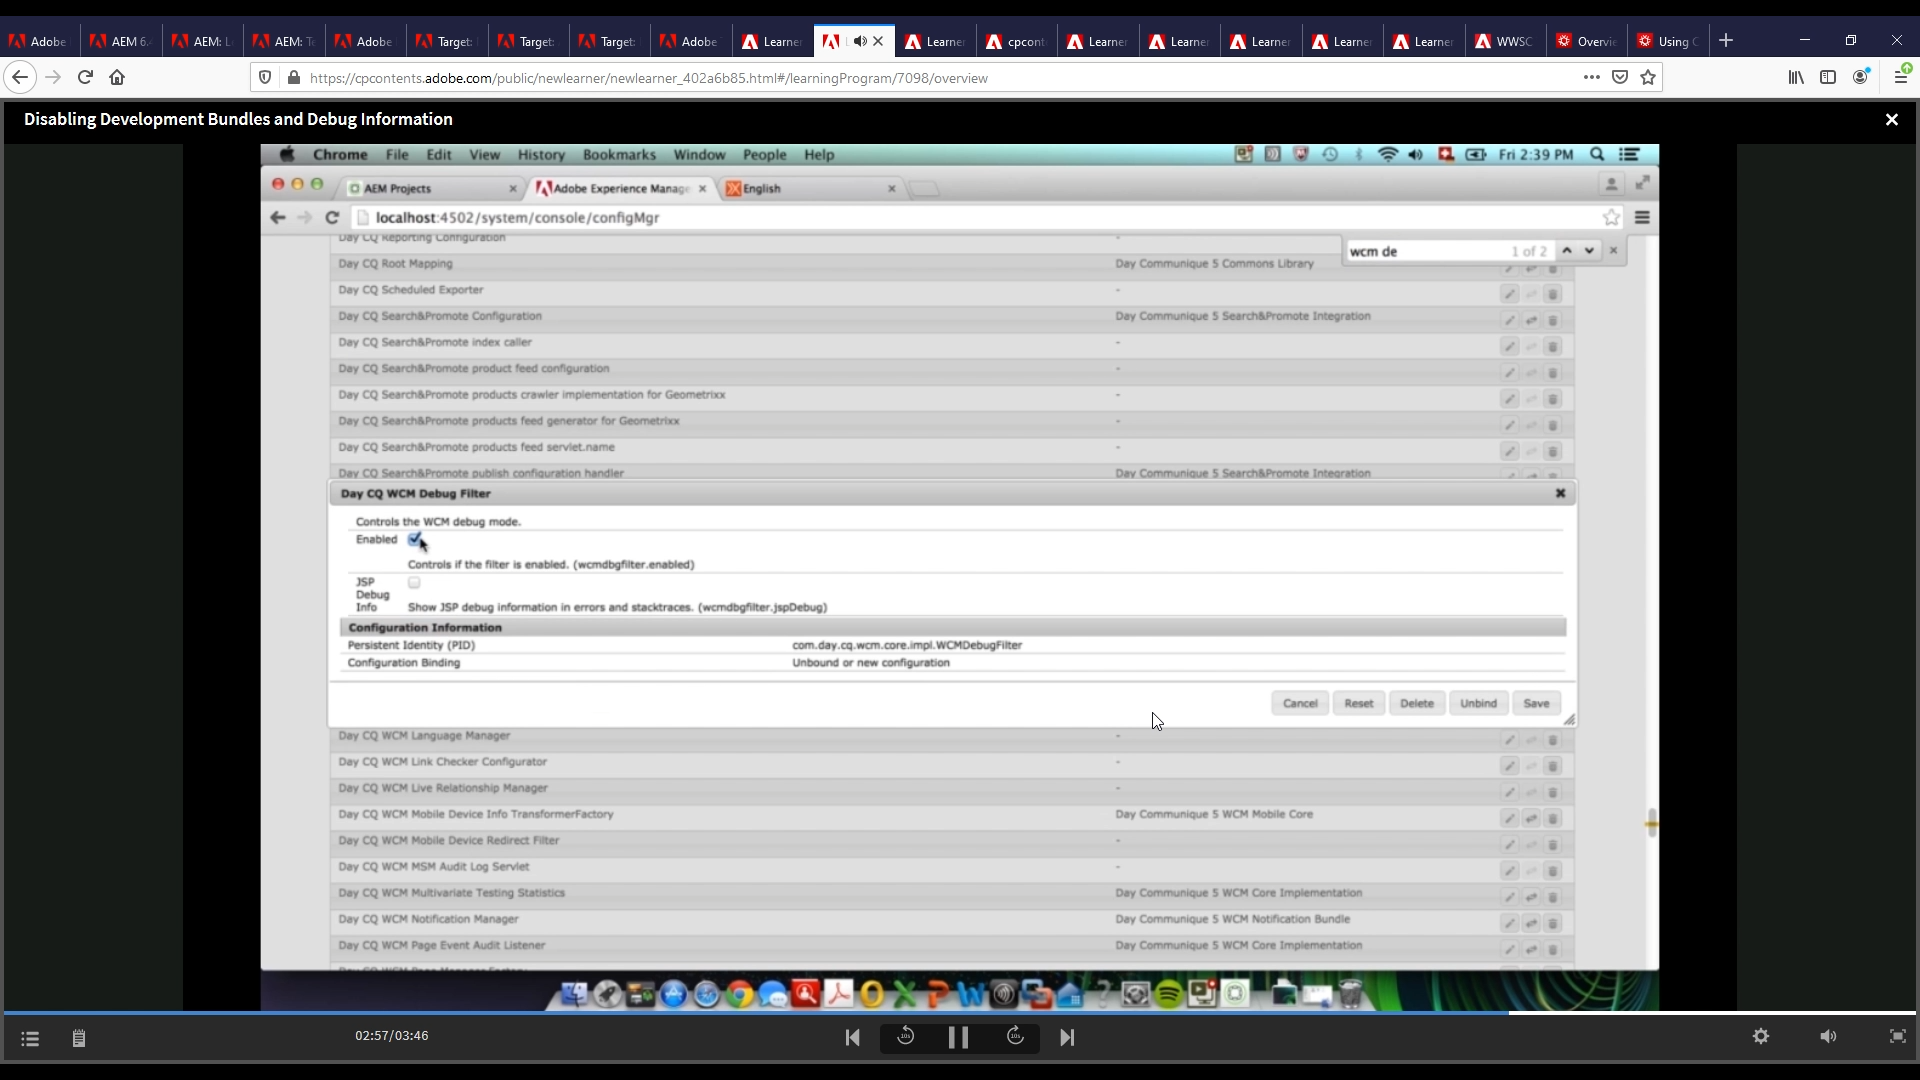 Adobe
AEM 6.
AEM: L
AEM: Te
Adobe
Target:
Target:
Target:
Adobe
Learner
L
Learner
cpcont
Learner
Learner
Learner
Learner
Learner
WWSC
Overvie
Using C
https://cpcontents.adobe.com/public/newlearner/newlearner_402a6b85.html#/learningProgram/7098/overview
Disabling Development Bundles and Debug Information
Chrome File Edit View History Bookmarks Window People Help
Fri 2:39 PM
AEM Projects
Adobe Experience Manage
English
localhost:4502/system/console/configMgr
wcm de 1 of 2
Day CQ Reporting Configuration -
Day CQ Root Mapping Day Communique 5 Commons Library
Day CQ Scheduled Exporter -
Day CQ Search&Promote Configuration Day Communique 5 Search&Promote Integration
Day CQ Search&Promote index caller -
Day CQ Search&Promote product feed configuration -
Day CQ Search&Promote products crawler implementation for Geometrixx -
Day CQ Search&Promote products feed generator for Geometrixx -
Day CQ Search&Promote products feed servlet.name -
Day CQ Search&Promote publish configuration handler Day Communique 5 Search&Promote Integration
Day CQ WCM Debug Filter
Controls the WCM debug mode.
Enabled
Controls if the filter is enabled. (wcmdbgfilter.enabled)
JSP
Debug
Info Show JSP debug information in errors and stacktraces. (wcmdbgfilter.jspDebug)
Configuration Information
Persistent Identity (PID) com.day.cq.wcm.core.impl.WCMDebugFilter
Configuration Binding Unbound or new configuration
Cancel Reset Delete Unbind Save
Day CQ WCM Language Manager -
Day CQ WCM Link Checker Configurator -
Day CQ WCM Live Relationship Manager -
Day CQ WCM Mobile Device Info TransformerFactory Day Communique 5 WCM Mobile Core
Day CQ WCM Mobile Device Redirect Filter -
Day CQ WCM MSM Audit Log Servlet -
Day CQ WCM Multivariate Testing Statistics Day Communique 5 WCM Core Implementation
Day CQ WCM Notification Manager Day Communique 5 WCM Notification Bundle
Day CQ WCM Page Event Audit Listener Day Communique 5 WCM Core Implementation
02:57/03:46
10s
10s